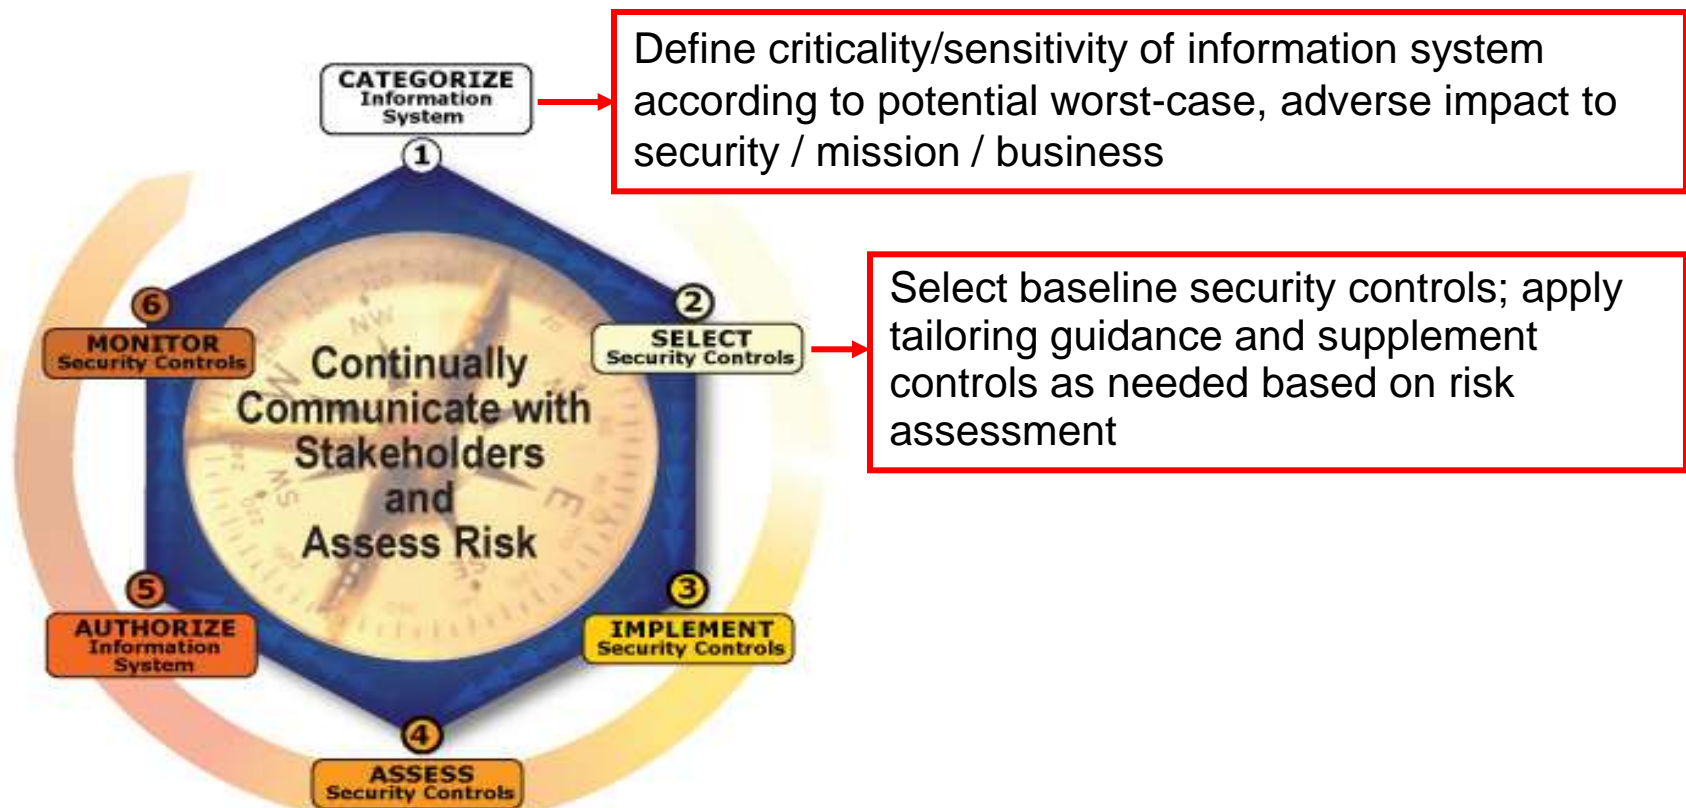 CATEGORIZE
Information
System
1
Define criticality/sensitivity of information system
according to potential worst-case, adverse impact to
security / mission / business
2
SELECT
Security Controls
Select baseline security controls; apply
tailoring guidance and supplement
controls as needed based on risk
assessment
3
IMPLEMENT
Security Controls
4
ASSESS
Security Controls
5
AUTHORIZE
Information
System
6
MONITOR
Security Controls
Continually
Communicate with
Stakeholders
and
Assess Risk
NW
SW
E
SE